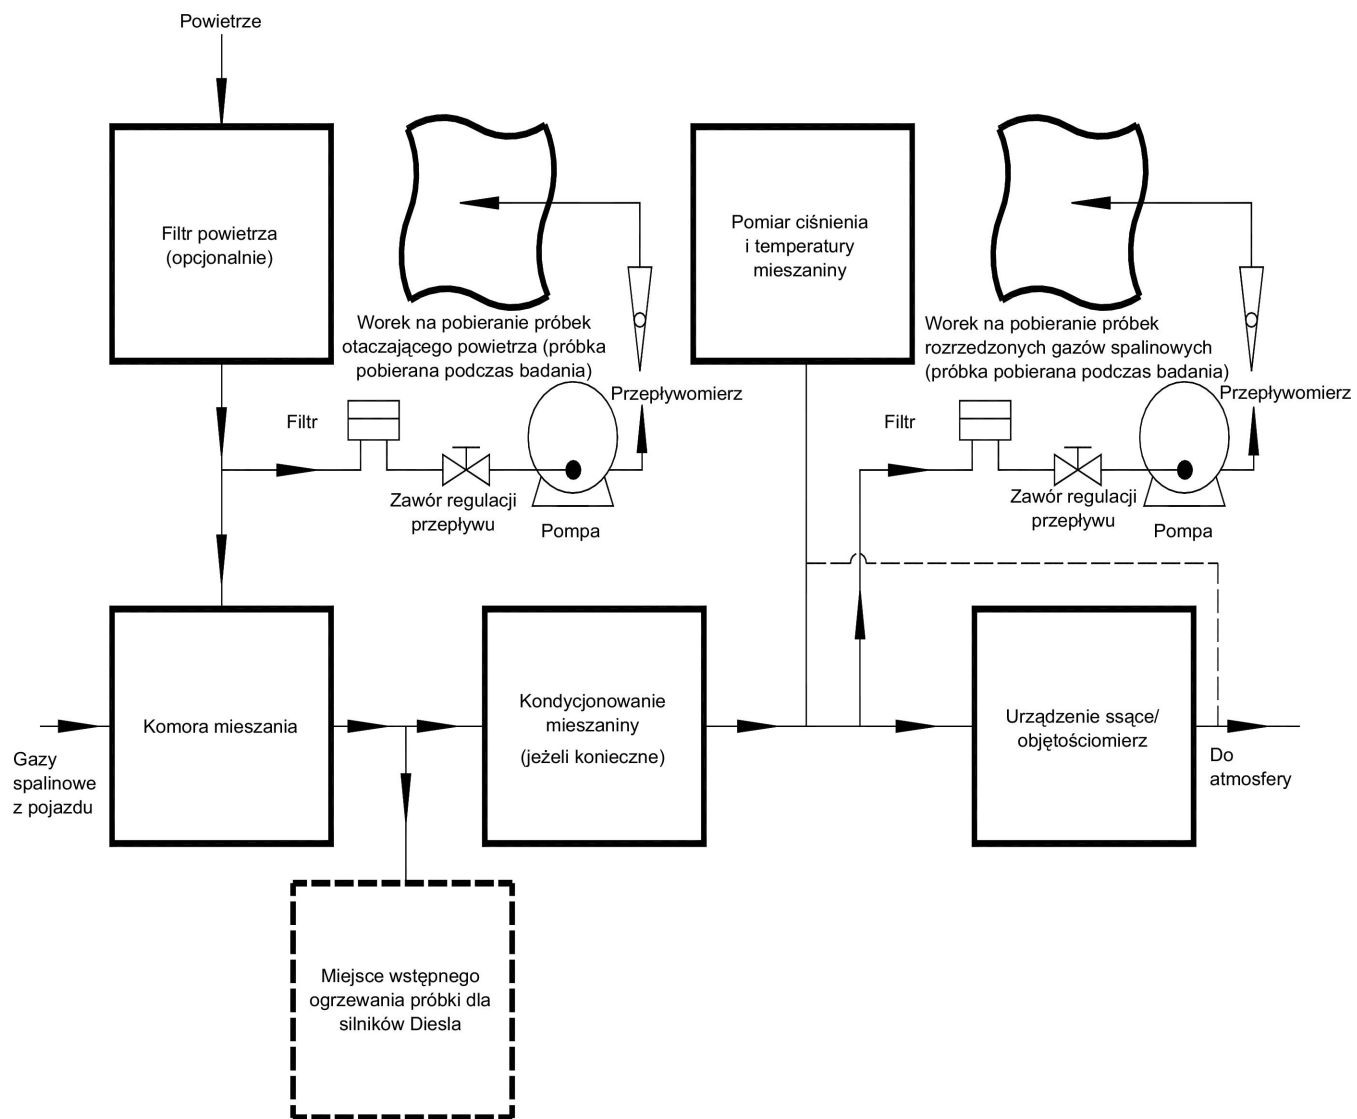 Powietrze
Filtr powietrza
(opcjonalnie)
Pomiar ciśnienia
i temperatury
mieszaniny
Worek na pobieranie próbek
otaczającego powietrza (próbka
pobierana podczas badania)
Worek na pobieranie próbek
rozrzedzonych gazów spalinowych
(próbka pobierana podczas badania)
Przepływomierz
Przepływomierz
Filtr
Filtr
Zawór regulacji
przepływu
Pompa
Zawór regulacji
przepływu
Pompa
Komora mieszania
Kondycjonowanie
mieszaniny
(jeżeli konieczne)
Urządzenie ssące/
objętościomierz
Gazy
spalinowe
z pojazdu
Do
atmosfery
Miejsce wstępnego
ogrzewania próbki dla
silników Diesla